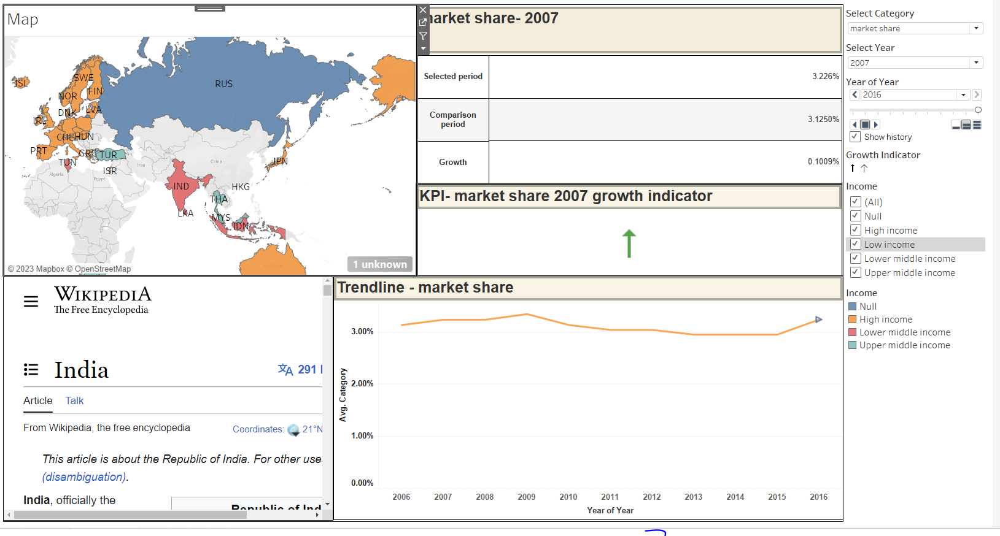 Map
ISL
SWE
NOR
FIN
RUS
DNK
LVA
IRL
CHE
HUN
PRT
GRC
TUR
TUN
ISR
JPN
Algeria
Egypt
Iran
China
IND
HKG
THA
LKA
MYS
IDN
Australia
© 2023 Mapbox © OpenStreetMap
1 unknown
market share- 2007
Selected period 3.226%
Comparison
period 3.1250%
Growth 0.1009%
KPI- market share 2007 growth indicator
WIKIPEDIA
The Free Encyclopedia
India
291
Article Talk
From Wikipedia, the free encyclopedia
Coordinates: 21°N
This article is about the Republic of India. For other use
(disambiguation).
India, officially the
Republic of Ind
Trendline - market share
Avg. Category
3.00%
2.00%
1.00%
0.00%
2006 2007 2008 2009 2010 2011 2012 2013 2014 2015 2016
Year of Year
Select Category
market share
Select Year
2007
Year of Year
2016
Show history
Growth Indicator
Income
(All)
Null
High income
Low income
Lower middle income
Upper middle income
Income
Null
High income
Lower middle income
Upper middle income